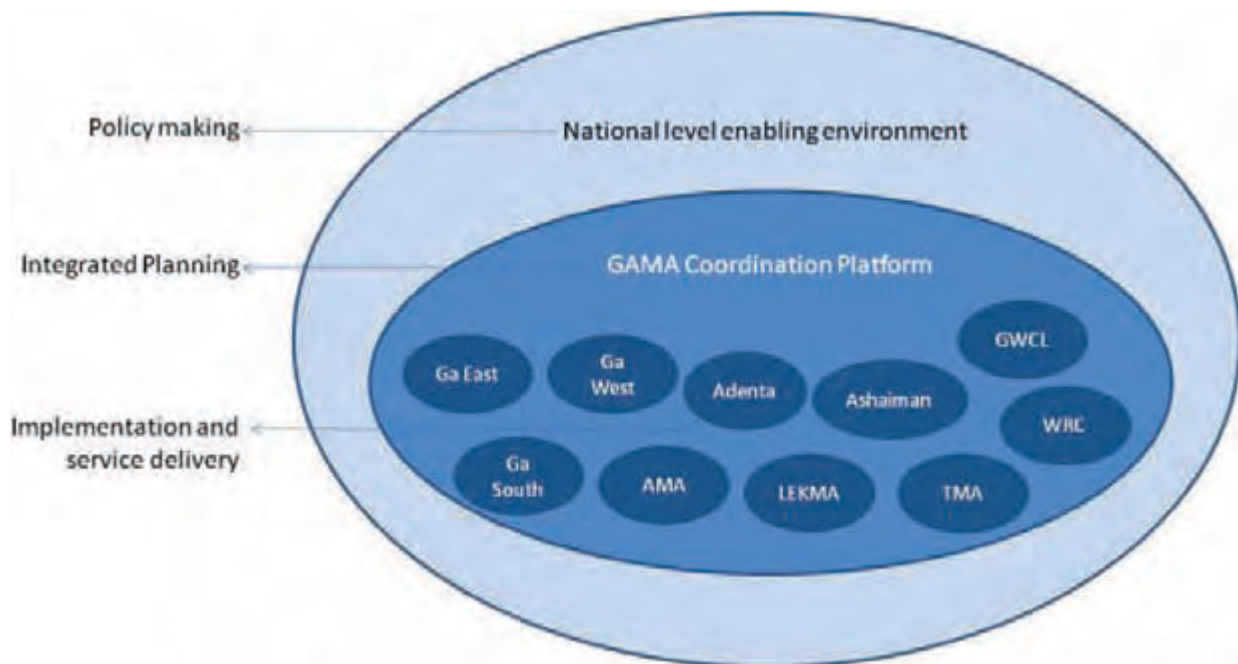 Policy making
National level enabling environment
Integrated Planning
GAMA Coordination Platform
GWCL
Ga East
Ga
West
Adenta
Ashaiman
WRC
Implementation and
service delivery
Ga
South
AMA
LEKMA
TMA